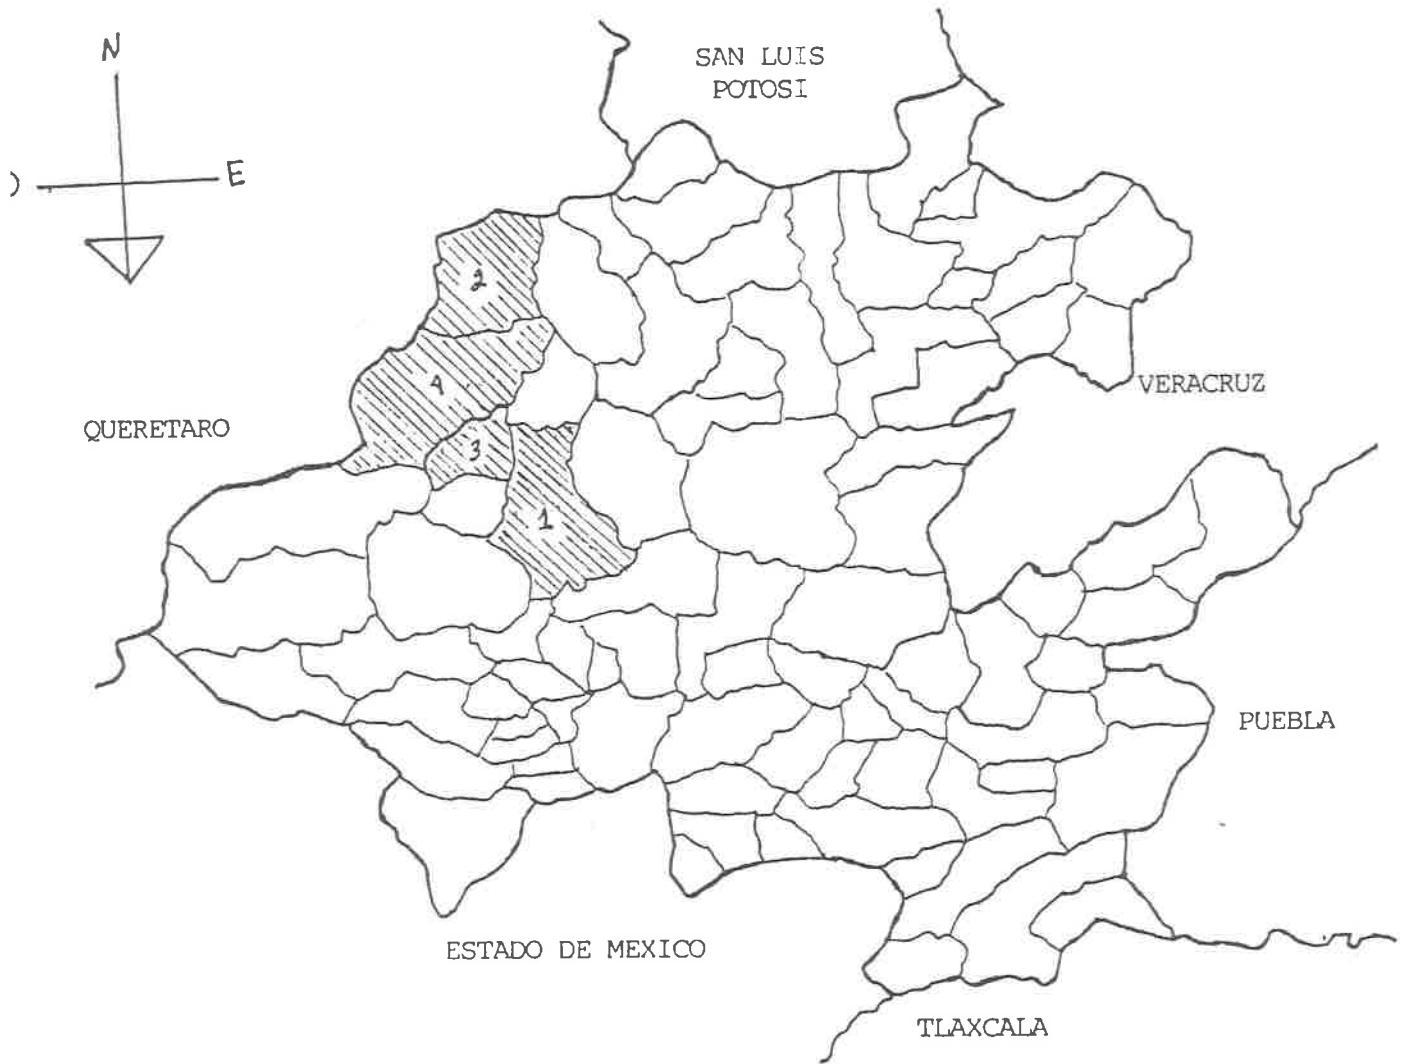 N
SAN LUIS
POTOSI
E
2
4
VERACRUZ
QUERETARO
3
1
PUEBLA
ESTADO DE MEXICO
TLAXCALA